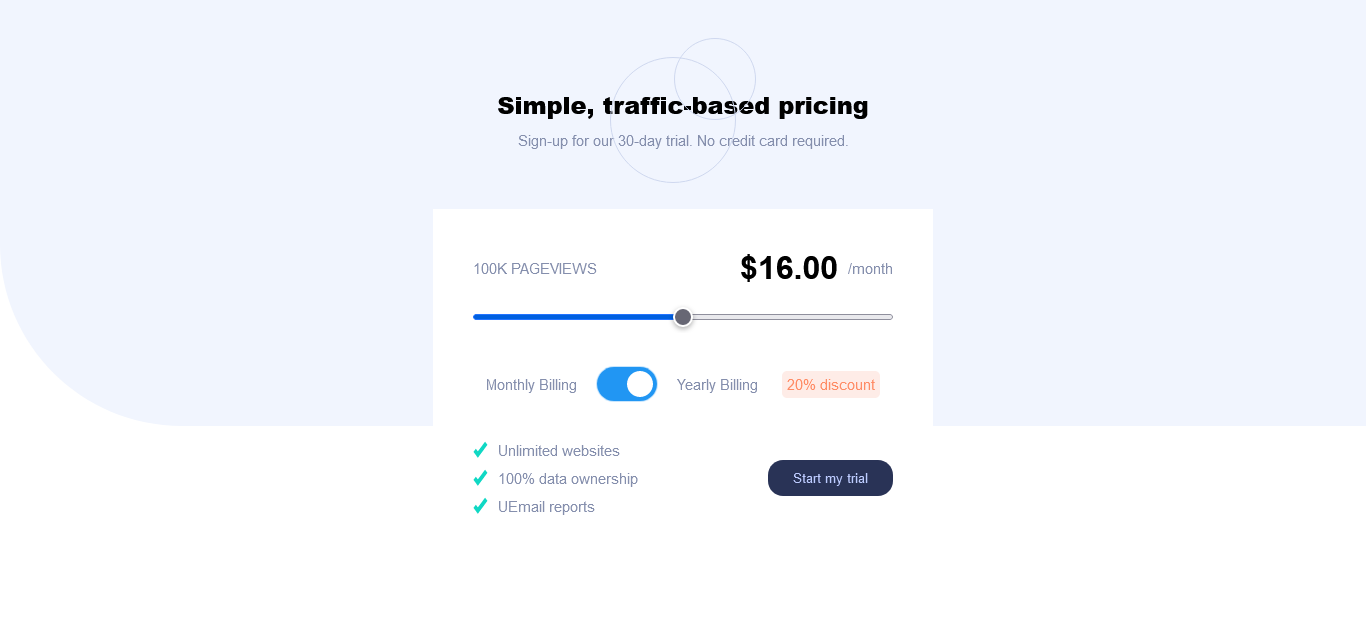 Simple, traffic-based pricing
Sign-up for our 30-day trial. No credit card required.
100K PAGEVIEWS $16.00 /month
Monthly Billing Yearly Billing 20% discount
Unlimited websites
100% data ownership
Start my trial
UEmail reports